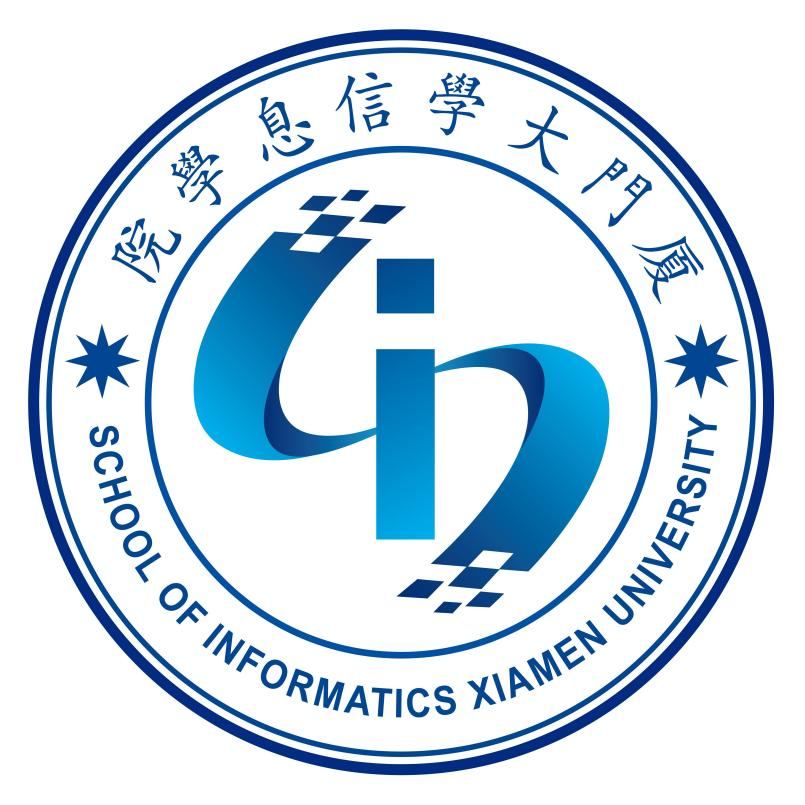 厦門大學信息學院
SCHOOL OF INFORMATICS XIAMEN UNIVERSITY